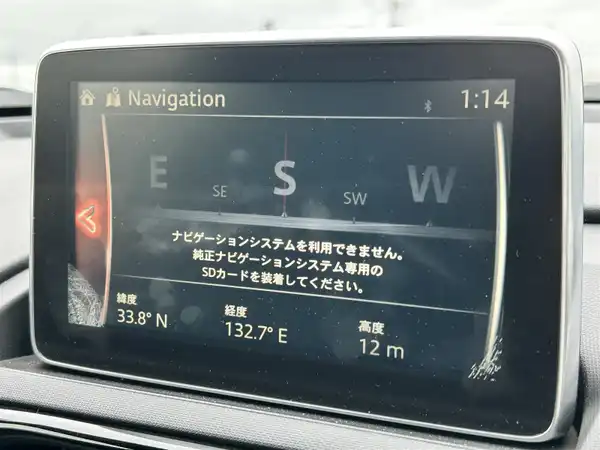 Navigation 1:14
E SE S SW W
ナビゲーションシステムを利用できません。
純正ナビゲーションシステム専用の
SDカードを装着してください。
緯度 経度 高度
33.8° N 132.7° E 12 m